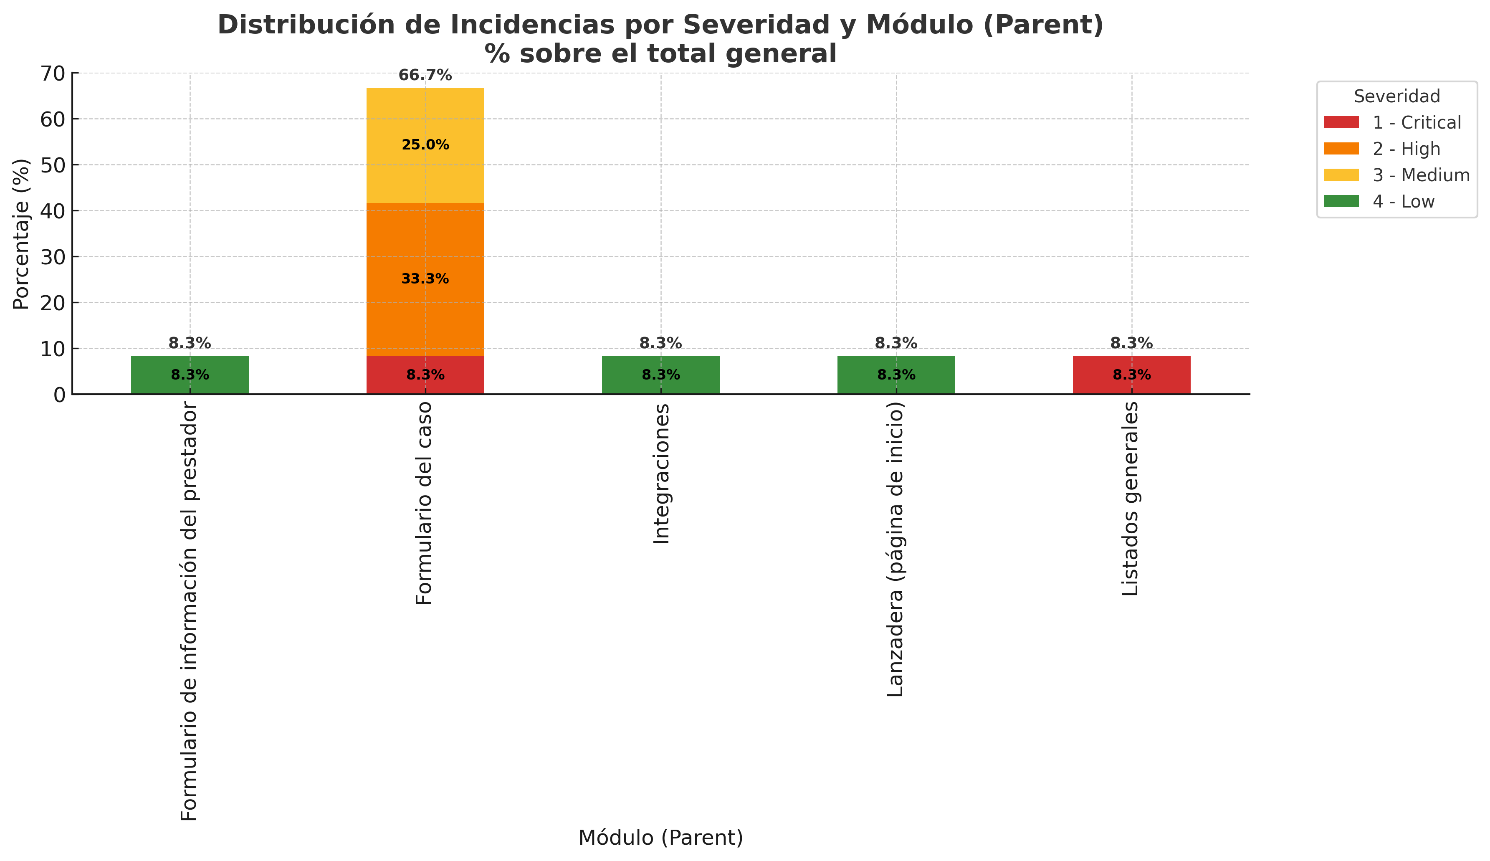 Distribución de Incidencias por Severidad y Módulo (Parent)
% sobre el total general
Porcentaje (%)
70
60
50
40
30
20
10
0
8.3%
8.3%
66.7%
25.0%
33.3%
8.3%
8.3%
8.3%
8.3%
8.3%
8.3%
8.3%
Formulario de información del prestador
Formulario del caso
Integraciones
Lanzadera (página de inicio)
Listados generales
Módulo (Parent)
Severidad
1 - Critical
2 - High
3 - Medium
4 - Low